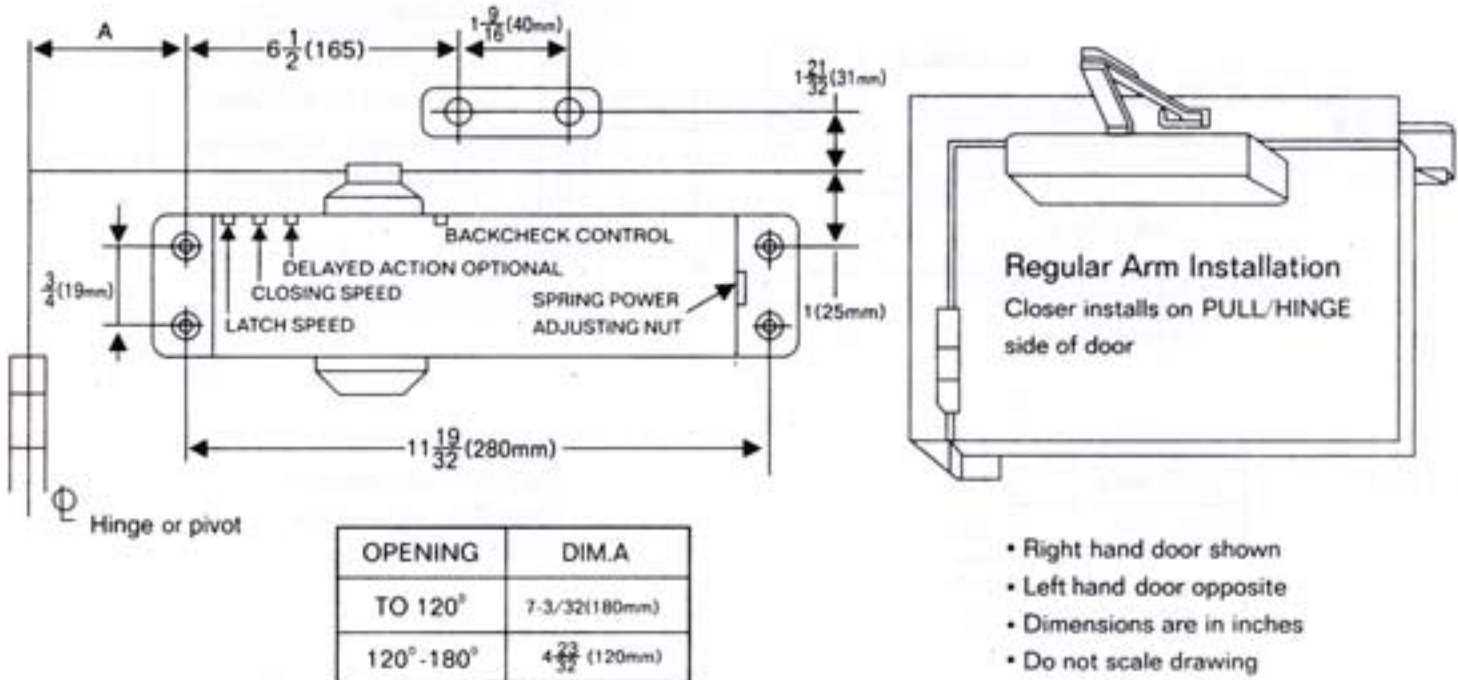 A
6 1/2 (165)
1-9/16 (40mm)
1-21/32 (31mm)
BACKCHECK CONTROL
DELAYED ACTION OPTIONAL
CLOSING SPEED
LATCH SPEED
SPRING POWER
ADJUSTING NUT
3/4 (19mm)
1(25mm)
11 19/32 (280mm)
℄ Hinge or pivot
OPENING DIM.A
TO 120° 7-3/32(180mm)
120°-180° 4-23/32 (120mm)
Regular Arm Installation
Closer installs on PULL/HINGE
side of door
• Right hand door shown
• Left hand door opposite
• Dimensions are in inches
• Do not scale drawing